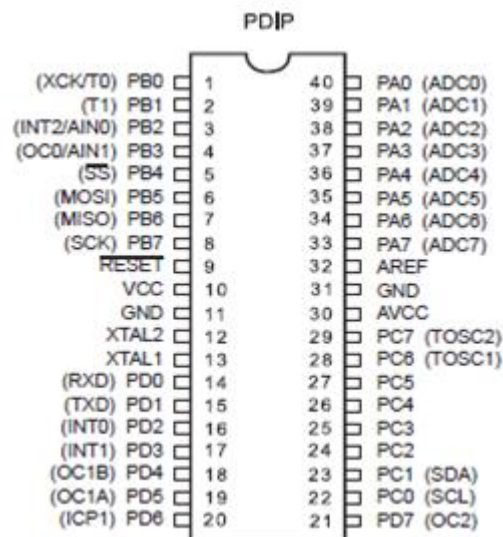 PDIP
(XCK/T0) PB0 1 40 PA0 (ADC0)
(T1) PB1 2 39 PA1 (ADC1)
(INT2/AIN0) PB2 3 38 PA2 (ADC2)
(OC0/AIN1) PB3 4 37 PA3 (ADC3)
(SS) PB4 5 36 PA4 (ADC4)
(MOSI) PB5 6 35 PA5 (ADC5)
(MISO) PB6 7 34 PA6 (ADC6)
(SCK) PB7 8 33 PA7 (ADC7)
RESET 9 32 AREF
VCC 10 31 GND
GND 11 30 AVCC
XTAL2 12 29 PC7 (TOSC2)
XTAL1 13 28 PC6 (TOSC1)
(RXD) PD0 14 27 PC5
(TXD) PD1 15 26 PC4
(INT0) PD2 16 25 PC3
(INT1) PD3 17 24 PC2
(OC1B) PD4 18 23 PC1 (SDA)
(OC1A) PD5 19 22 PC0 (SCL)
(ICP1) PD6 20 21 PD7 (OC2)